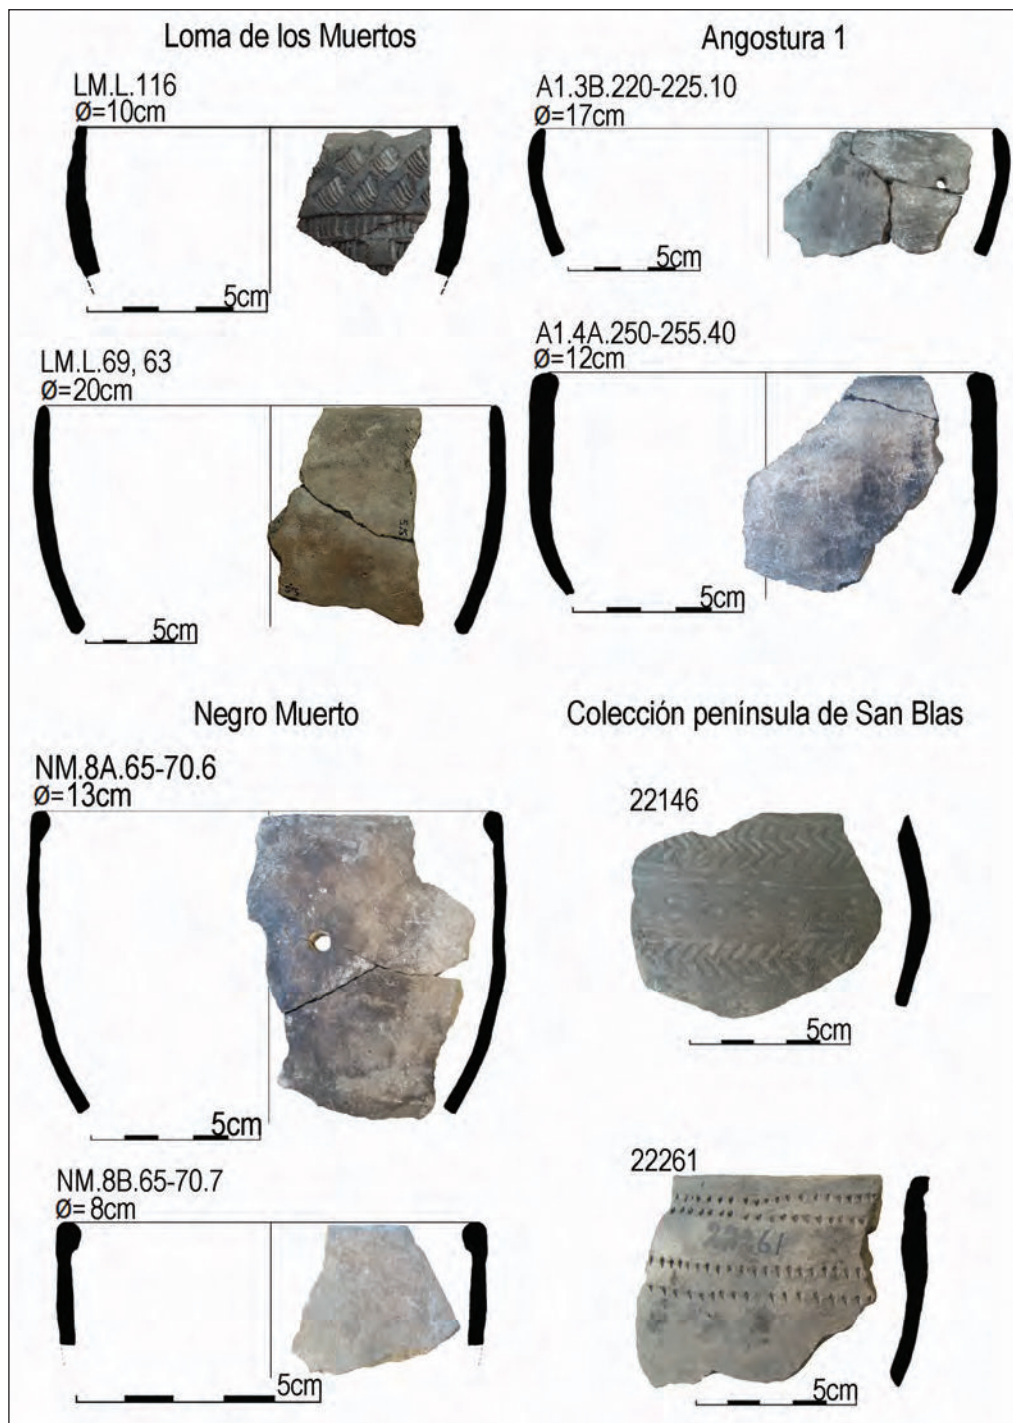 Loma de los Muertos
LM.L.116
Ø=10cm
5cm
LM.L.69, 63
Ø=20cm
5cm
Angostura 1
A1.3B.220-225.10
Ø=17cm
5cm
A1.4A.250-255.40
Ø=12cm
5cm
Negro Muerto
NM.8A.65-70.6
Ø=13cm
5cm
NM.8B.65-70.7
Ø=8cm
5cm
Colección península de San Blas
22146
5cm
22261
22261
5cm